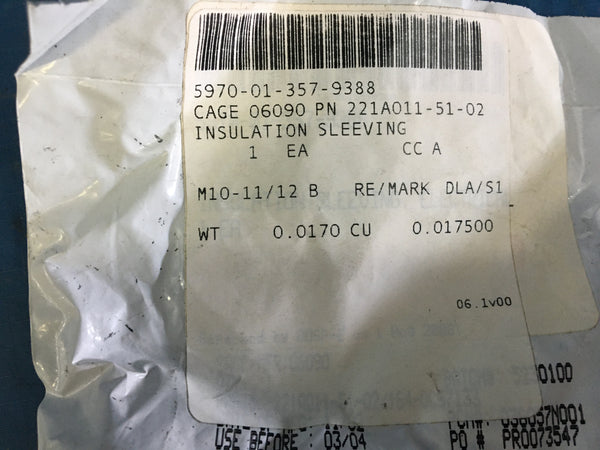 5970-01-357-9388
CAGE 06090 PN 221A011-51-02
INSULATION SLEEVING
1 EA CC A
M10-11/12 B RE/MARK DLA/S1
WT 0.0170 CU 0.017500
06.1v00
USE BEFORE : 03/04
PO # PR0073547